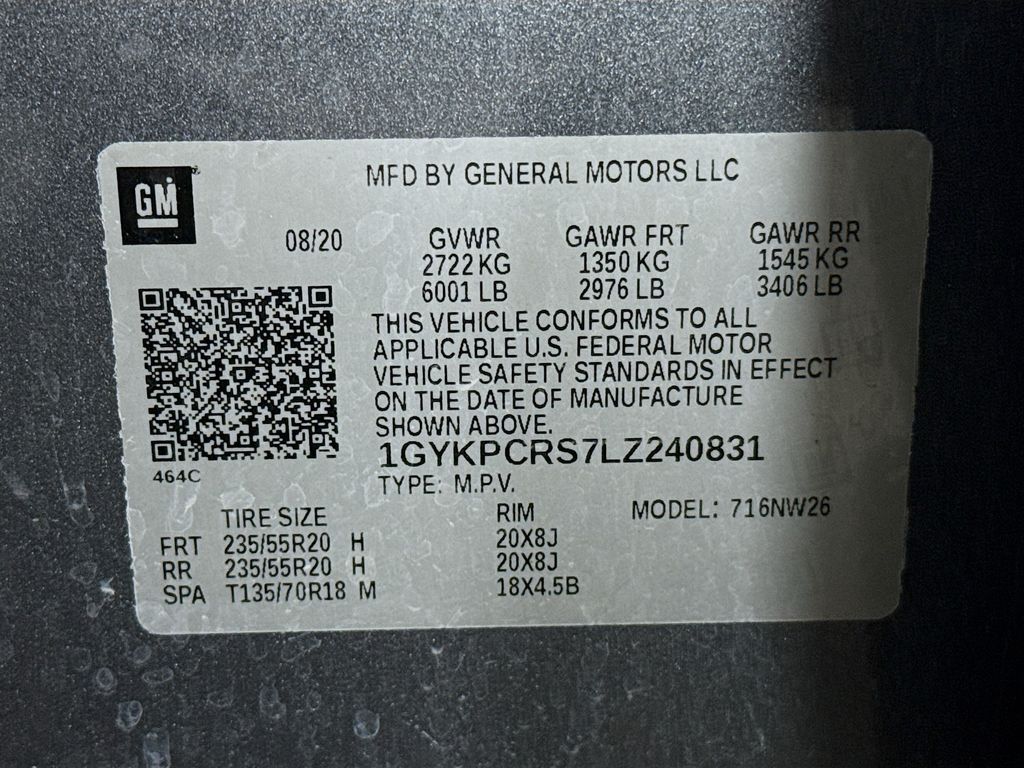 GM
MFD BY GENERAL MOTORS LLC
08/20 GVWR GAWR FRT GAWR RR
2722 KG 1350 KG 1545 KG
6001 LB 2976 LB 3406 LB
THIS VEHICLE CONFORMS TO ALL
APPLICABLE U.S. FEDERAL MOTOR
VEHICLE SAFETY STANDARDS IN EFFECT
ON THE DATE OF MANUFACTURE
SHOWN ABOVE.
1GYKPCRS7LZ240831
464C
TYPE: M.P.V.
TIRE SIZE RIM MODEL: 716NW26
FRT 235/55R20 H 20X8J
RR 235/55R20 H 20X8J
SPA T135/70R18 M 18X4.5B